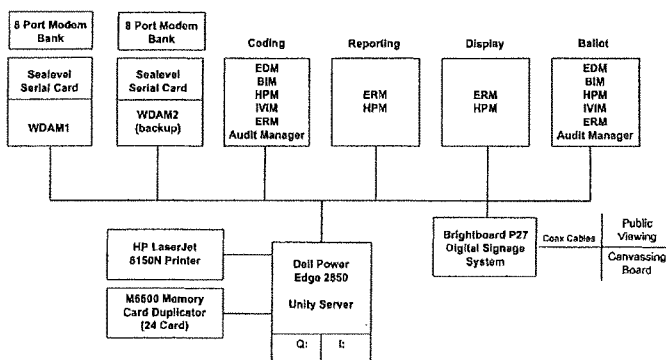 8 Port Modem
Bank
8 Port Modem
Bank
Sealevel
Serial Card
WDAM1
Sealevel
Serial Card
WDAM2
(backup)
Coding
EDM
BIM
HPM
IVIM
ERM
Audit Manager
Reporting
ERM
HPM
Display
ERM
HPM
Ballot
EDM
BIM
HPM
IVIM
ERM
Audit Manager
HP LaserJet
8150N Printer
M6500 Memory
Card Duplicator
(24 Card)
Dell Power
Edge 2850
Unity Server
Q:
I:
Brightboard P27
Digital Signage
System
Coax Cables
Public
Viewing
Canvassing
Board